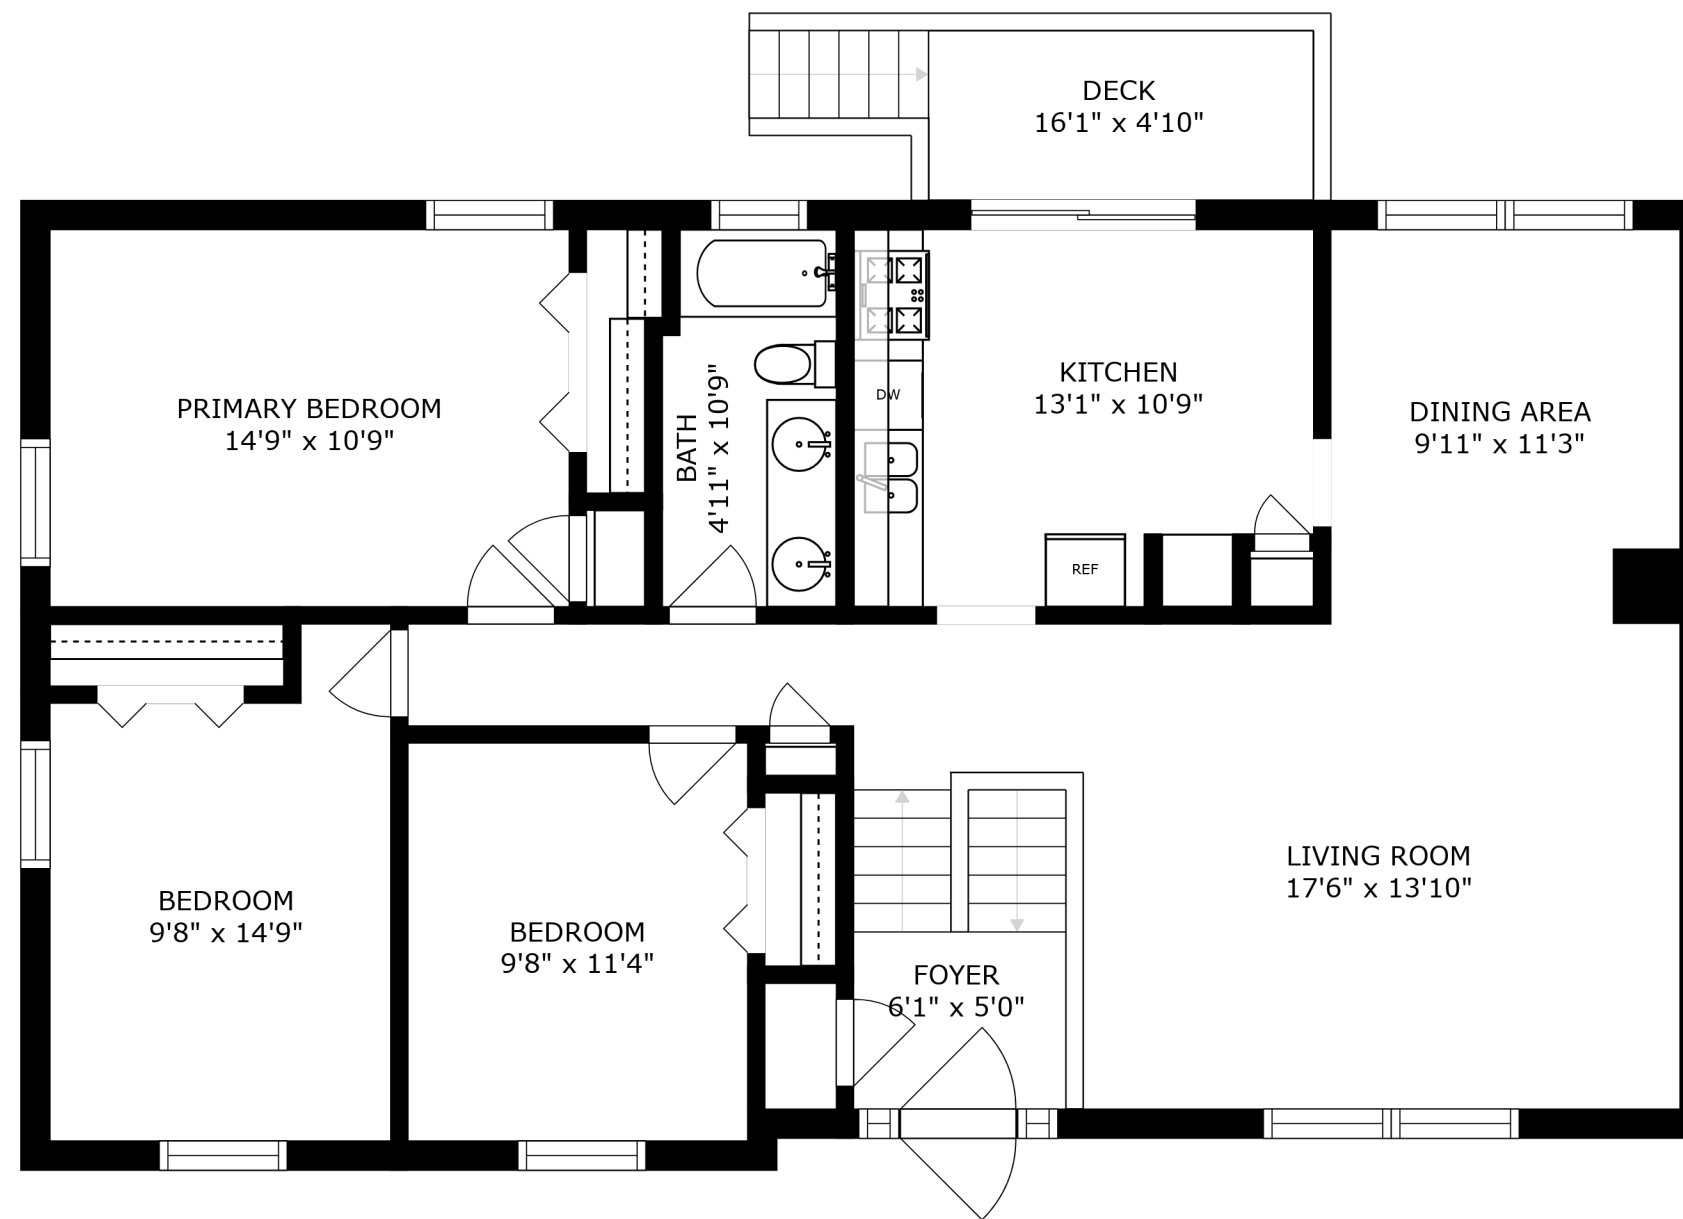 DECK
16'1" x 4'10"
PRIMARY BEDROOM
14'9" x 10'9"
BATH
4'11" x 10'9"
DW
KITCHEN
13'1" x 10'9"
REF
DINING AREA
9'11" x 11'3"
BEDROOM
9'8" x 14'9"
BEDROOM
9'8" x 11'4"
FOYER
6'1" x 5'0"
LIVING ROOM
17'6" x 13'10"